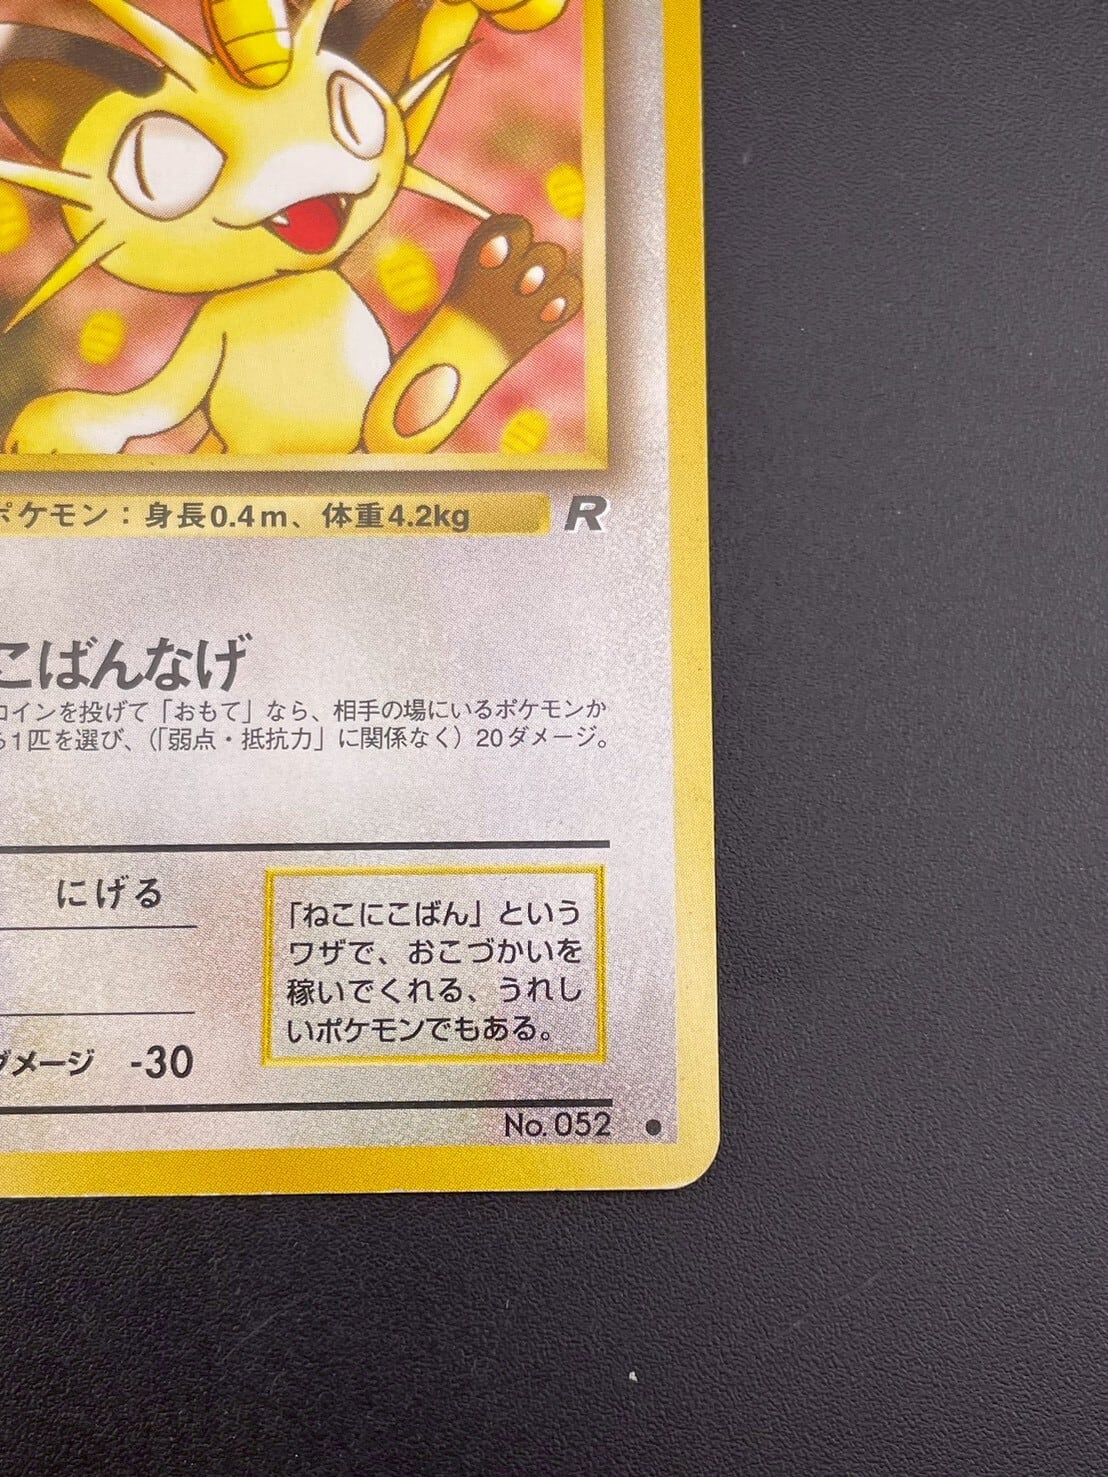 ポケモン：身長0.4m、体重4.2kg
R
こばんなげ
コインを投げて「おもて」なら、相手の場にいるポケモンか
ら1匹を選び、（「弱点・抵抗力」に関係なく）20ダメージ。
にげる
「ねこにこばん」という
ワザで、おこづかいを
稼いでくれる、うれし
いポケモンでもある。
ダメージ -30
No. 052 ●